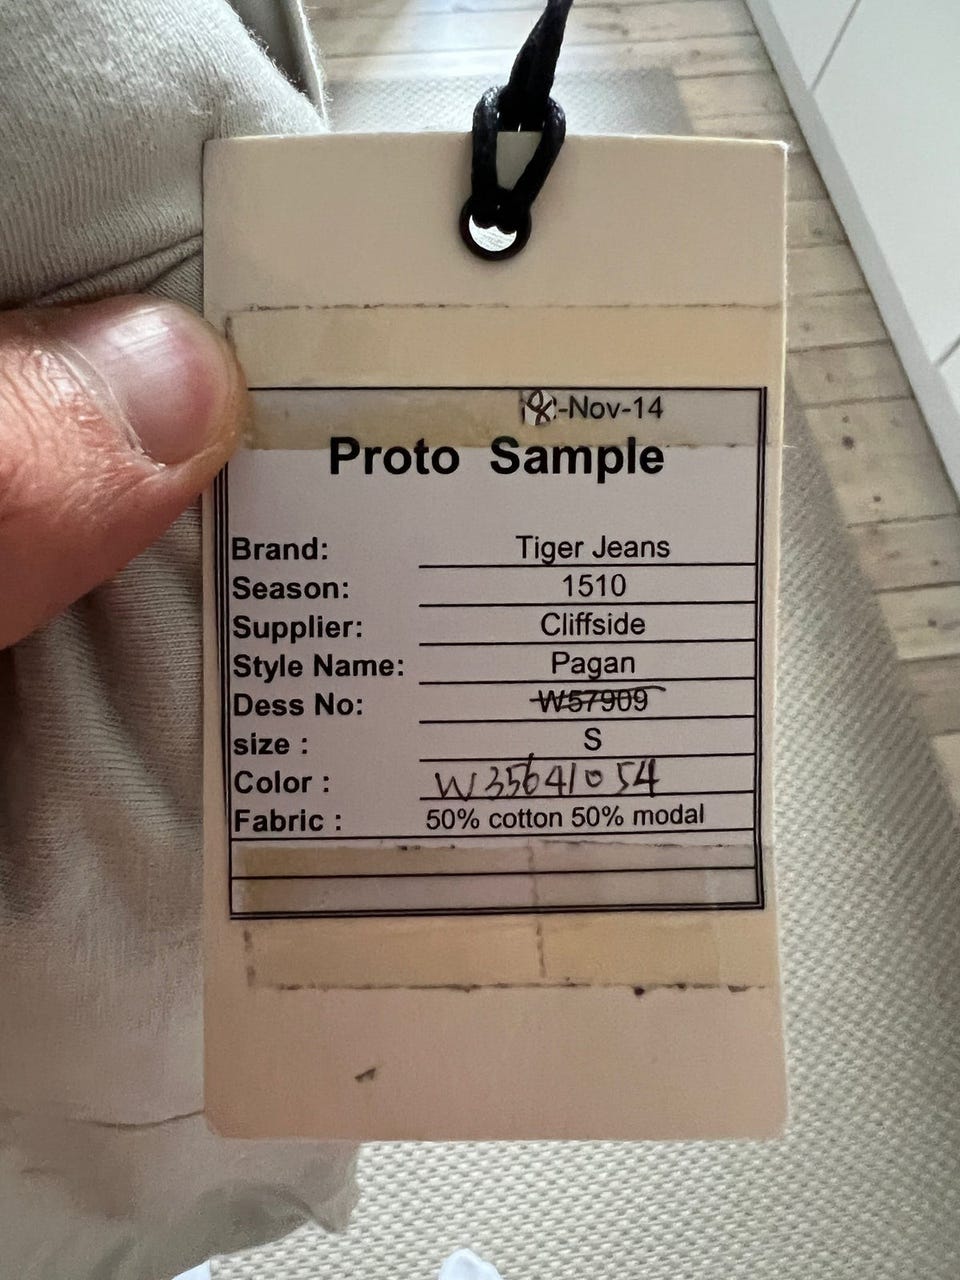 -Nov-14
Proto Sample
Brand: Tiger Jeans
Season: 1510
Supplier: Cliffside
Style Name: Pagan
Dess No: W57909
size : S
Color : W35641054
Fabric : 50% cotton 50% modal